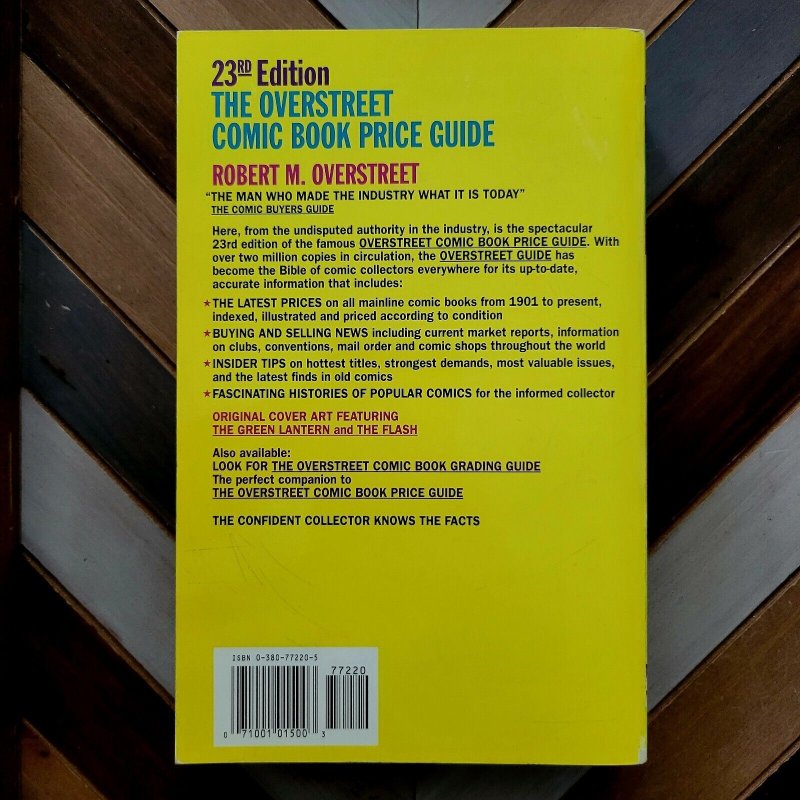 23RD Edition
THE OVERSTREET
COMIC BOOK PRICE GUIDE
ROBERT M. OVERSTREET
"THE MAN WHO MADE THE INDUSTRY WHAT IT IS TODAY"
THE COMIC BUYERS GUIDE
Here, from the undisputed authority in the industry, is the spectacular
23rd edition of the famous OVERSTREET COMIC BOOK PRICE GUIDE. With
over two million copies in circulation, the OVERSTREET GUIDE has
become the Bible of comic collectors everywhere for its up-to-date,
accurate information that includes:
★THE LATEST PRICES on all mainline comic books from 1901 to present,
indexed, illustrated and priced according to condition
★BUYING AND SELLING NEWS including current market reports, information
on clubs, conventions, mail order and comic shops throughout the world
★INSIDER TIPS on hottest titles, strongest demands, most valuable issues,
and the latest finds in old comics
★FASCINATING HISTORIES OF POPULAR COMICS for the informed collector
ORIGINAL COVER ART FEATURING
THE GREEN LANTERN and THE FLASH
Also available:
LOOK FOR THE OVERSTREET COMIC BOOK GRADING GUIDE
The perfect companion to
THE OVERSTREET COMIC BOOK PRICE GUIDE
THE CONFIDENT COLLECTOR KNOWS THE FACTS
ISBN 0-380-77220-5
77220
0 71001 01500 3